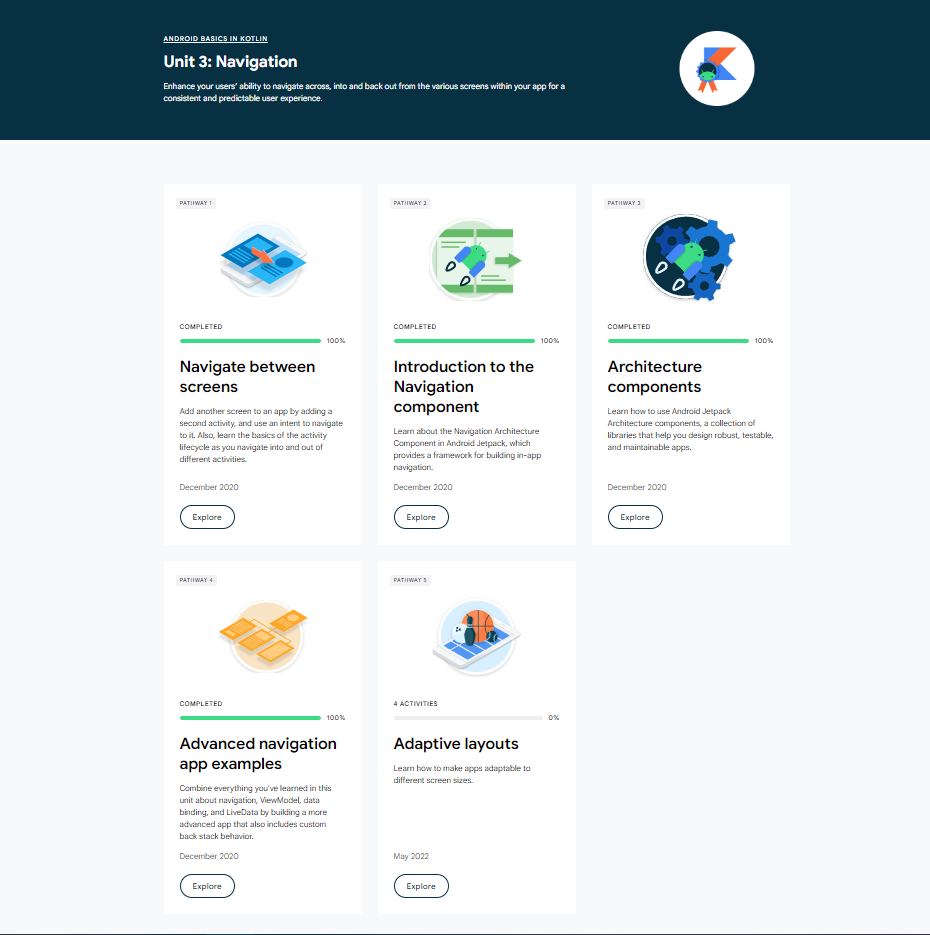 ANDROID BASICS IN KOTLIN
Unit 3: Navigation
Enhance your users' ability to navigate across, into and back out from the various screens within your app for a
consistent and predictable user experience.
PATHWAY 1
COMPLETED
100%
Navigate between
screens
Add another screen to an app by adding a
second activity, and use an intent to navigate
to it. Also, learn the basics of the activity
lifecycle as you navigate into and out of
different activities.
December 2020
Explore
PATHWAY 2
COMPLETED
100%
Introduction to the
Navigation
component
Learn about the Navigation Architecture
Component in Android Jetpack, which
provides a framework for building in-app
navigation.
December 2020
Explore
PATHWAY 3
COMPLETED
100%
Architecture
components
Learn how to use Android Jetpack
Architecture components, a collection of
libraries that help you design robust, testable,
and maintainable apps.
December 2020
Explore
PATHWAY 4
COMPLETED
100%
Advanced navigation
app examples
Combine everything you've learned in this
unit about navigation, ViewModel, data
binding, and LiveData by building a more
advanced app that also includes custom
back stack behavior.
December 2020
Explore
PATHWAY 5
4 ACTIVITIES
0%
Adaptive layouts
Learn how to make apps adaptable to
different screen sizes.
May 2022
Explore